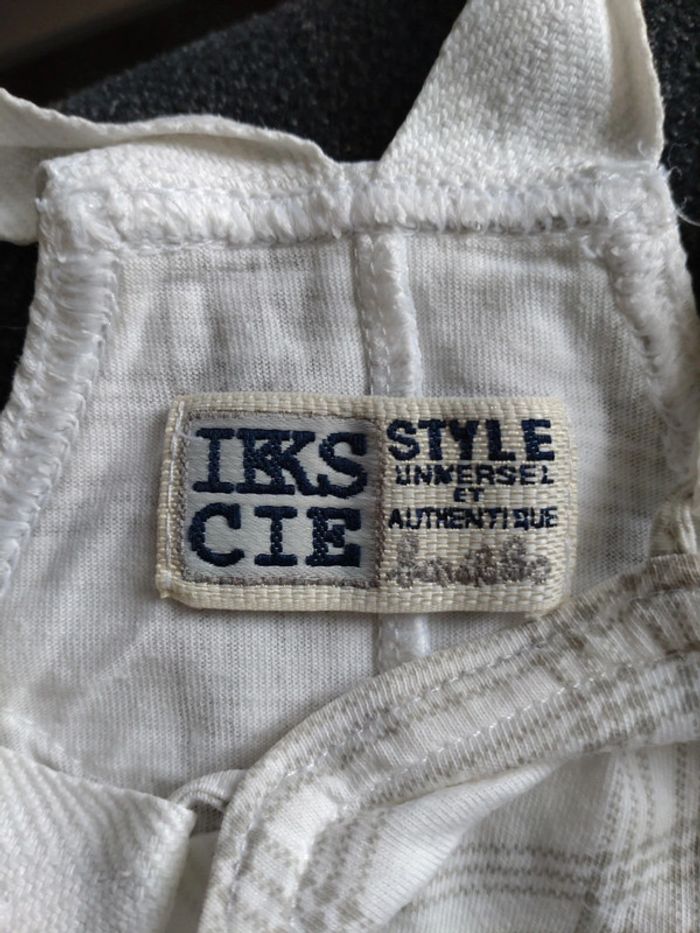 IKKS
CIE
STYLE
UNIVERSEL
ET
AUTHENTIQUE